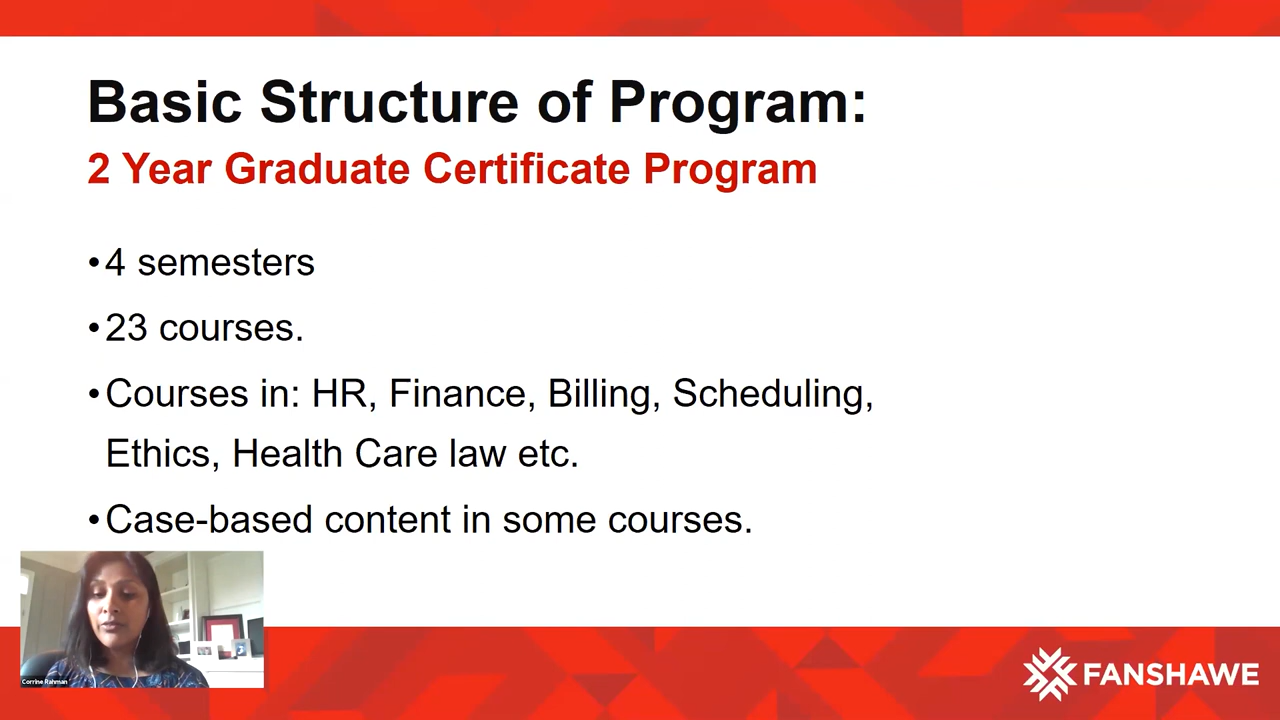 Basic Structure of Program:
2 Year Graduate Certificate Program
•4 semesters
•23 courses.
•Courses in: HR, Finance, Billing, Scheduling,
Ethics, Health Care law etc.
•Case-based content in some courses.
Corrine Rahman
FANSHAWE